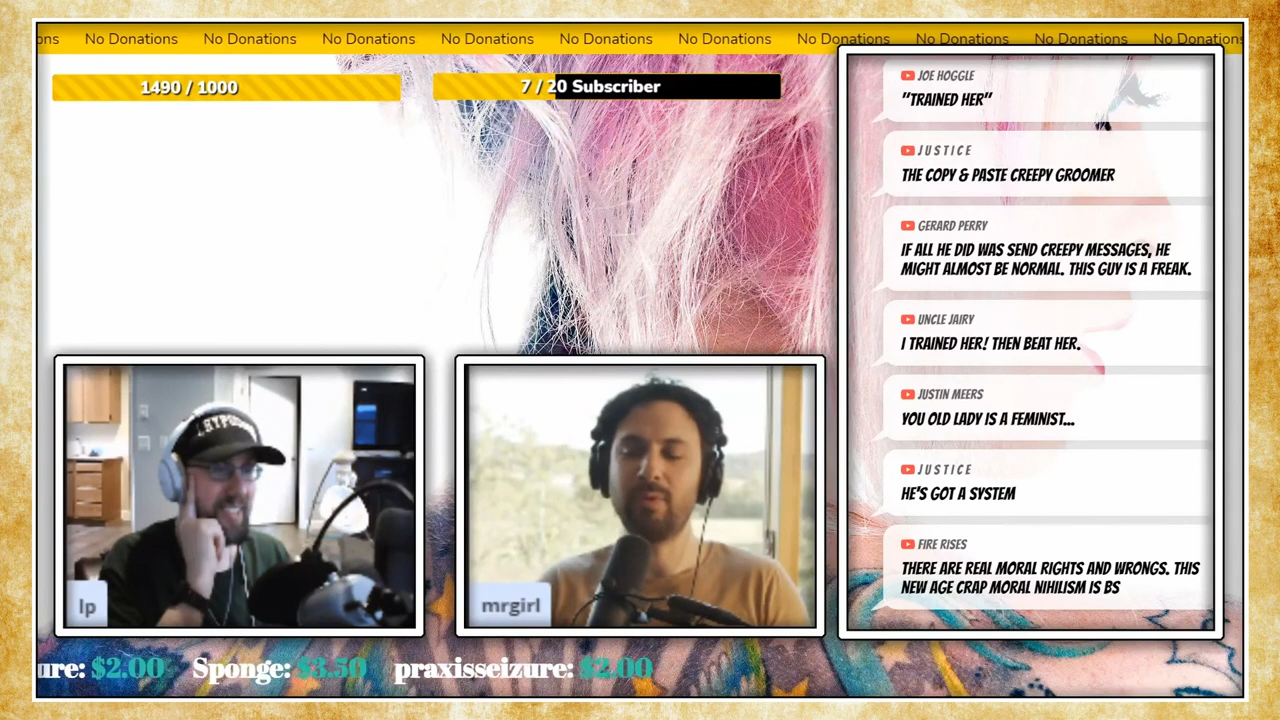 ons No Donations No Donations No Donations No Donations No Donations No Donations No Donations No Donations No Donations No Donations
1490 / 1000
7 / 20 Subscriber
JOE HOGGLE
"TRAINED HER"
J U S T I C E
THE COPY & PASTE CREEPY GROOMER
GERARD PERRY
IF ALL HE DID WAS SEND CREEPY MESSAGES, HE
MIGHT ALMOST BE NORMAL. THIS GUY IS A FREAK.
UNCLE JAIRY
I TRAINED HER! THEN BEAT HER.
JUSTIN MEERS
YOU OLD LADY IS A FEMINIST...
J U S T I C E
HE'S GOT A SYSTEM
FIRE RISES
THERE ARE REAL MORAL RIGHTS AND WRONGS. THIS
NEW AGE CRAP MORAL NIHILISM IS BS
lp
mrgirl
ure: $2.00 Sponge: $3.50 praxisseizure: $2.00